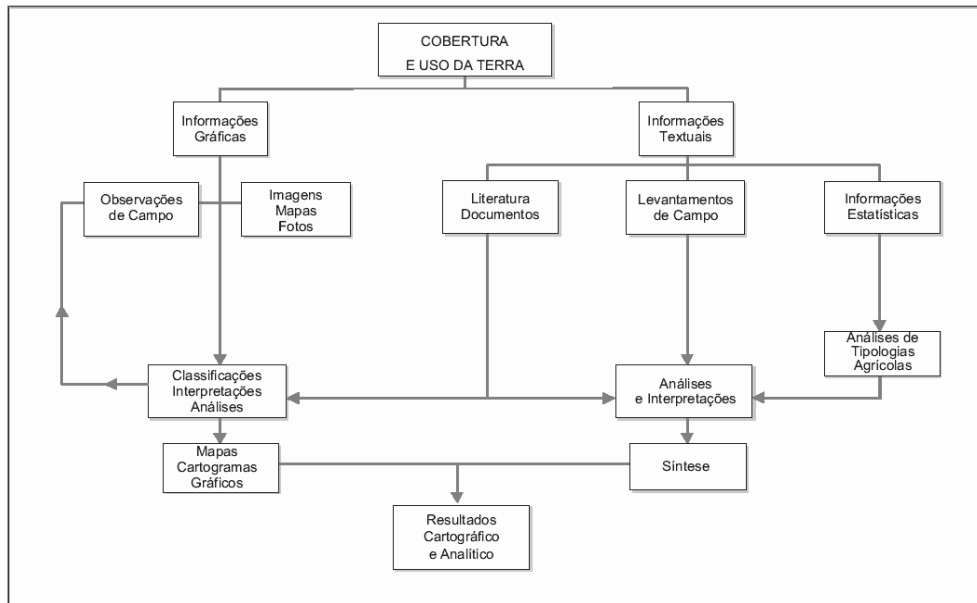 COBERTURA
E USO DA TERRA
Informações
Gráficas
Informações
Textuais
Observações
de Campo
Imagens
Mapas
Fotos
Literatura
Documentos
Levantamentos
de Campo
Informações
Estatísticas
Análises de
Tipologias
Agrícolas
Classificações
Interpretações
Análises
Análises
e Interpretações
Mapas
Cartogramas
Gráficos
Síntese
Resultados
Cartográfico
e Analítico